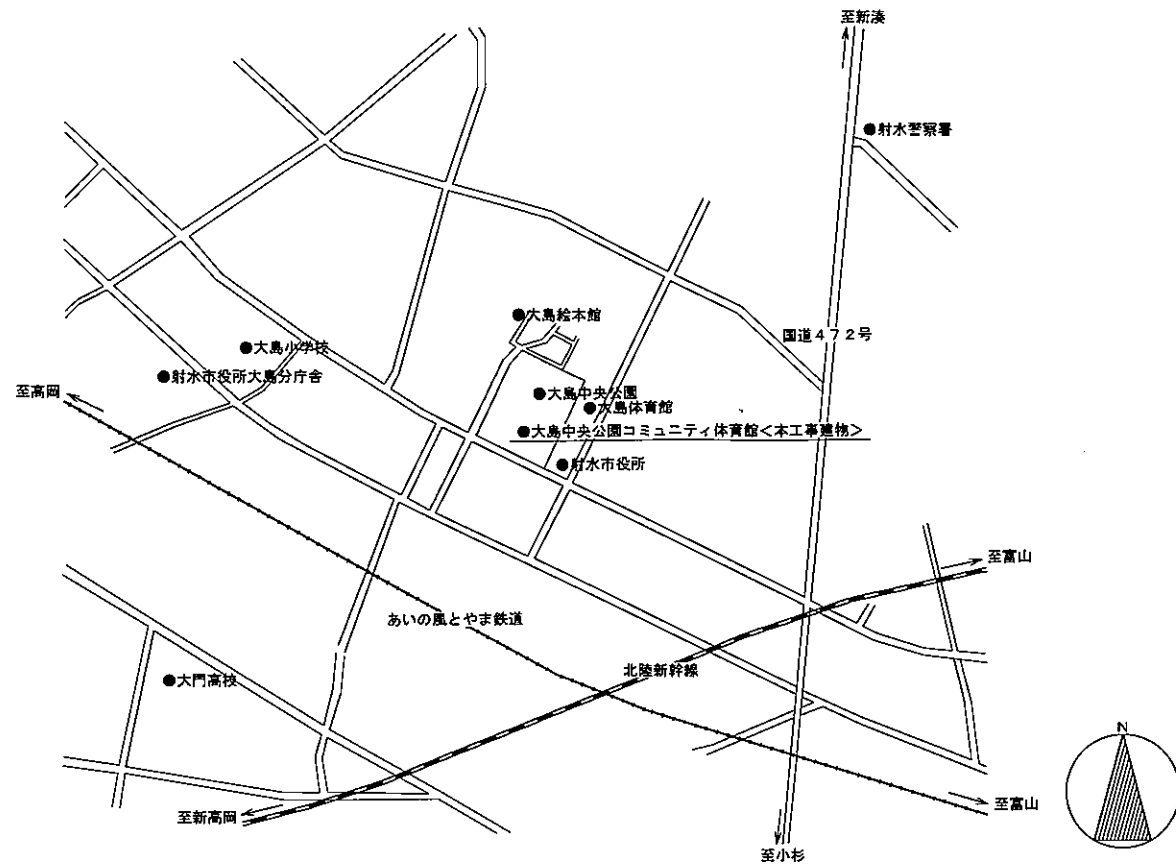 至新湊
射水警察署
大島絵本館
国道472号
大島小学校
射水市役所大島分庁舎
至高岡
大島中央公園
大島体育館
大島中央公園コミュニティ体育館<本工事建物>
射水市役所
至富山
あいの風とやま鉄道
北陸新幹線
大門高校
N
至新高岡
至富山
至小杉